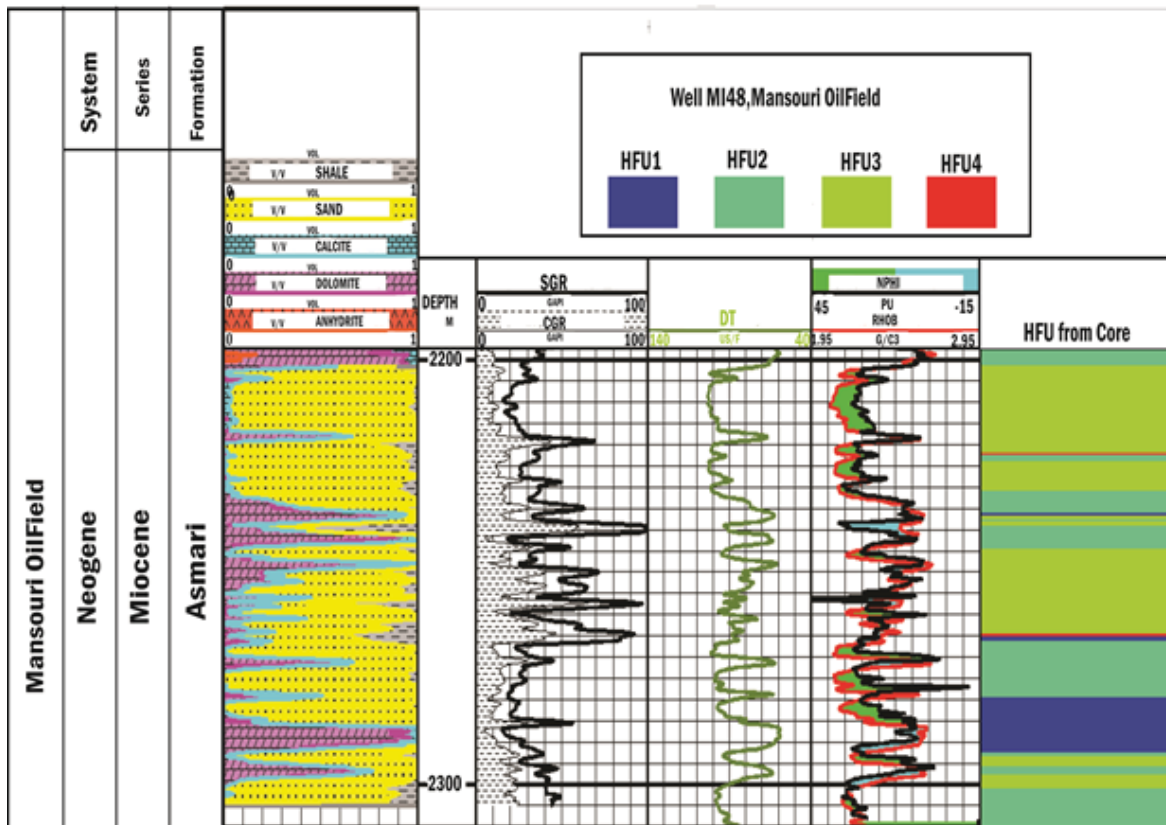 Mansouri OilField
System
Neogene
Series
Miocene
Formation
Asmari
Well MI48,Mansouri OilField
HFU1 HFU2 HFU3 HFU4
VOL
V/V SHALE
0 1
VOL
V/V SAND
0 1
VOL
V/V CALCITE
0 1
VOL
V/V DOLOMITE
0 1
VOL
V/V ANHYDRITE
1
DEPTH
M
SGR
0 GAPI 100
CGR
GAPI 100
DT
140 US/F 40
NPHI
45 PU -15
RHOB
1.95 G/C3 2.95
HFU from Core
2200
2300